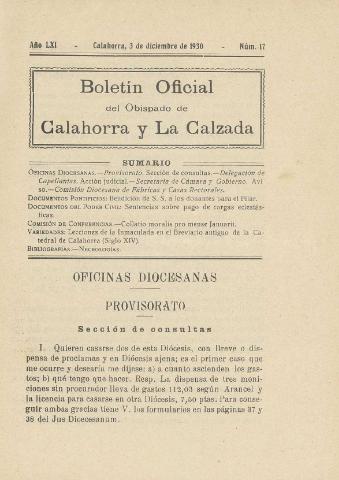 Año LXI - Calahorra, 3 de diciembre de 1930 - Núm. 17
Boletín Oficial
del Obispado de
Calahorra y La Calzada
SUMARIO
OFICINAS DIOCESANAS.—Provisorato. Sección de consultas.—Delegación de
Capellanías. Acción judicial.—Secretaría de Cámara y Gobierno. Avi
so.—Comisión Diocesana de Fábricas y Casas Rectorales.
DOCUMENTOS PONTIFICIOS: Bendición de S. S. a los donantes para el Pilar.
DOCUMENTOS DEL PODER CIVIL: Sentencias sobre pago de cargas eclesiás-
ticas.
COMISIÓN DE CONFERENCIAS.—Collatio moralis pro mense Januarii.
VARIEDADES: Lecciones de la Inmaculada en el Breviario antiguo de la Ca-
tedral de Calahorra (Siglo XIV).
BIBLIOGRAFÍAS.—NECROLOGÍAS.
OFICINAS DIOCESANAS
PROVISORATO
Sección de consultas
I. Quieren casarse dos de esta Diócesis, con Breve o dis-
pensa de proclamas y en Diócesis ajena; es el primer caso que
me ocurre y desearía me dijese: a) a cuanto ascienden los gas-
tos; b) qué tengo que hacer. Resp. La dispensa de tres moni-
ciones sin procurador lleva de gastos 112,03 según Arancel y
la licencia para casarse en otra Diócesis, 7,50 ptas. Para conse-
guir ambas gracias tiene V. los formularios en las páginas 37 y
38 del Jus Diocesanum.